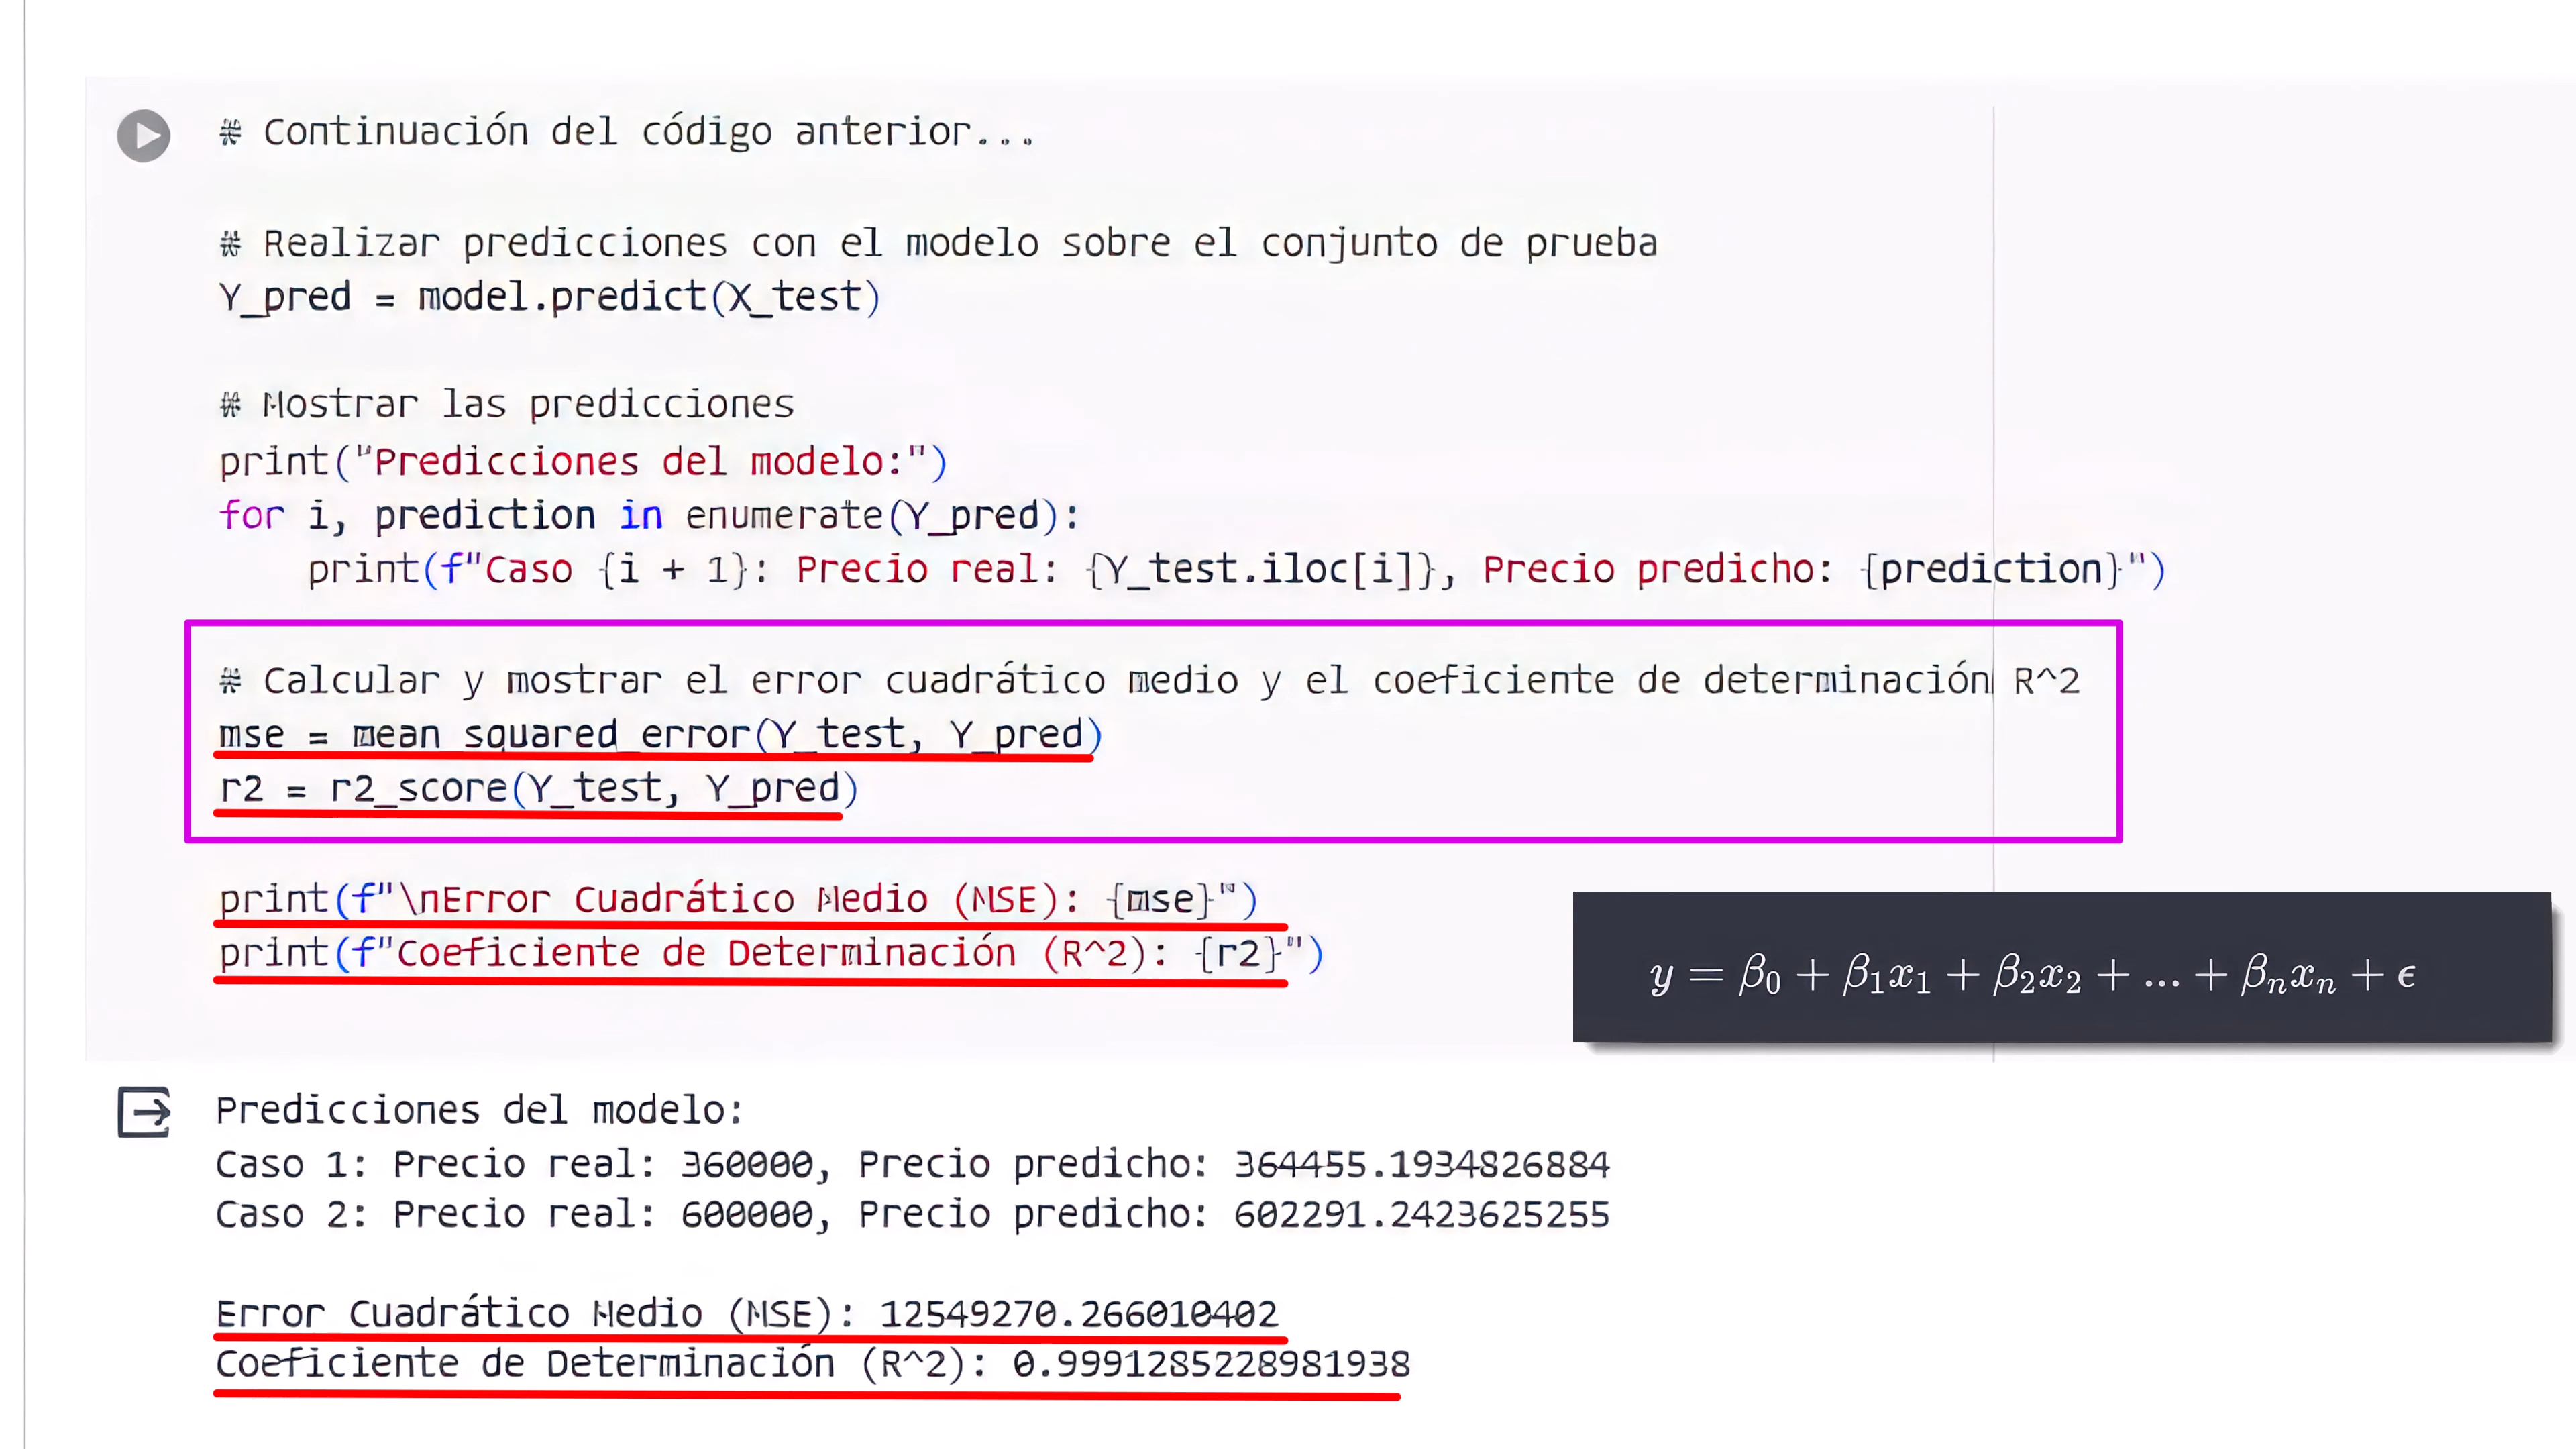 # Continuación del código anterior...
# Realizar predicciones con el modelo sobre el conjunto de prueba
Y_pred = model.predict(X_test)
# Mostrar las predicciones
print("Predicciones del modelo:")
for i, prediction in enumerate(Y_pred):
print(f"Caso {i + 1}: Precio real: {Y_test.iloc[i]}, Precio predicho: {prediction}")
# Calcular y mostrar el error cuadrático medio y el coeficiente de determinación R^2
mse = mean_squared_error(Y_test, Y_pred)
r2 = r2_score(Y_test, Y_pred)
print(f"\nError Cuadrático Medio (MSE): {mse}")
print(f"Coeficiente de Determinación (R^2): {r2}")
y = β₀ + β₁x₁ + β₂x₂ + ... + βₙxₙ + ϵ
Predicciones del modelo:
Caso 1: Precio real: 360000, Precio predicho: 364455.1934826884
Caso 2: Precio real: 600000, Precio predicho: 602291.2423625255
Error Cuadrático Medio (MSE): 12549270.266010402
Coeficiente de Determinación (R^2): 0.9991285228981938